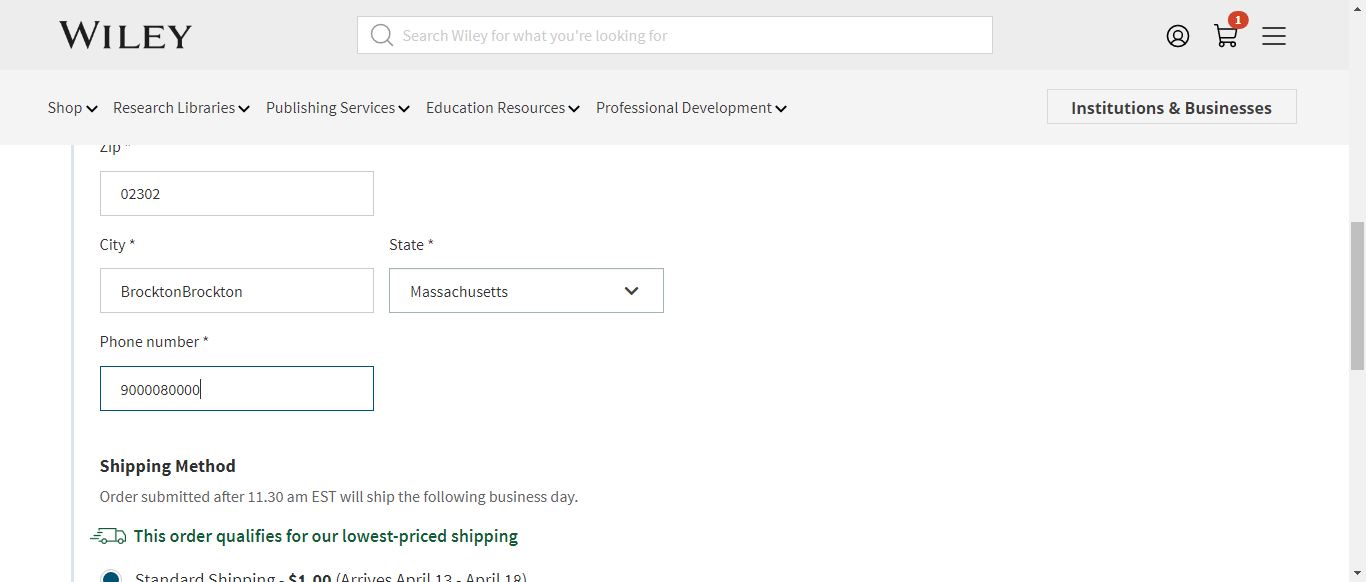 WILEY
Search Wiley for what you're looking for
1
Shop Research Libraries Publishing Services Education Resources Professional Development Institutions & Businesses
Zip *
02302
City * State *
BrocktonBrockton Massachusetts
Phone number *
9000080000
Shipping Method
Order submitted after 11.30 am EST will ship the following business day.
This order qualifies for our lowest-priced shipping
Standard Shipping - $1.00 (Arrives April 13 - April 18)